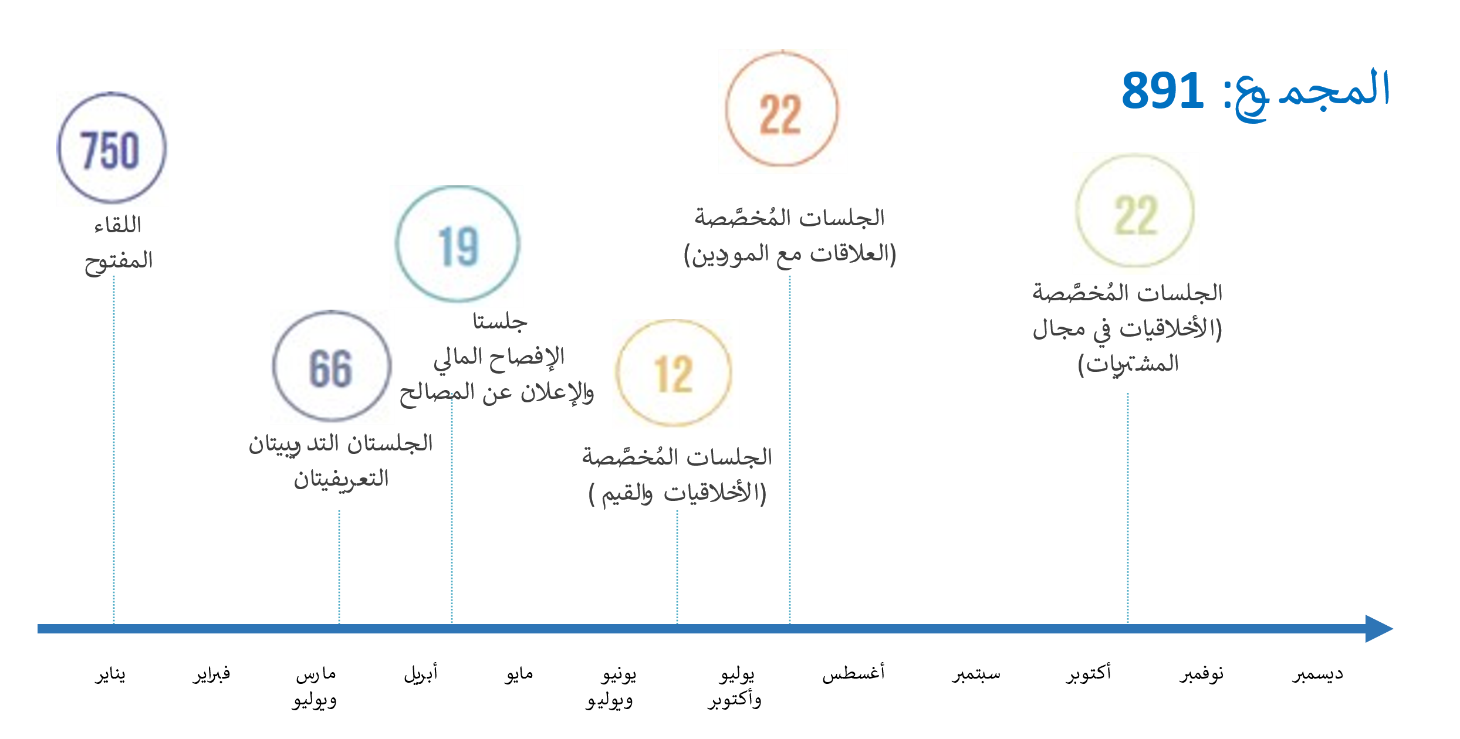 المجموع: 891
750
اللقاء
المفتوح
66
الجلستان التدريبيتان
التعريفيتان
19
جلستا
الإفصاح المالي
والإعلان عن المصالح
12
الجلسات المُخصَّصة
(الأخلاقيات والقيم )
22
الجلسات المُخصَّصة
(العلاقات مع الموردين)
22
الجلسات المُخصَّصة
(الأخلاقيات في مجال
المشتريات)
يناير
فبراير
مارس
ويوليو
أبريل
مايو
يونيو
ويوليو
يوليو
وأكتوبر
أغسطس
سبتمبر
أكتوبر
نوفمبر
ديسمبر